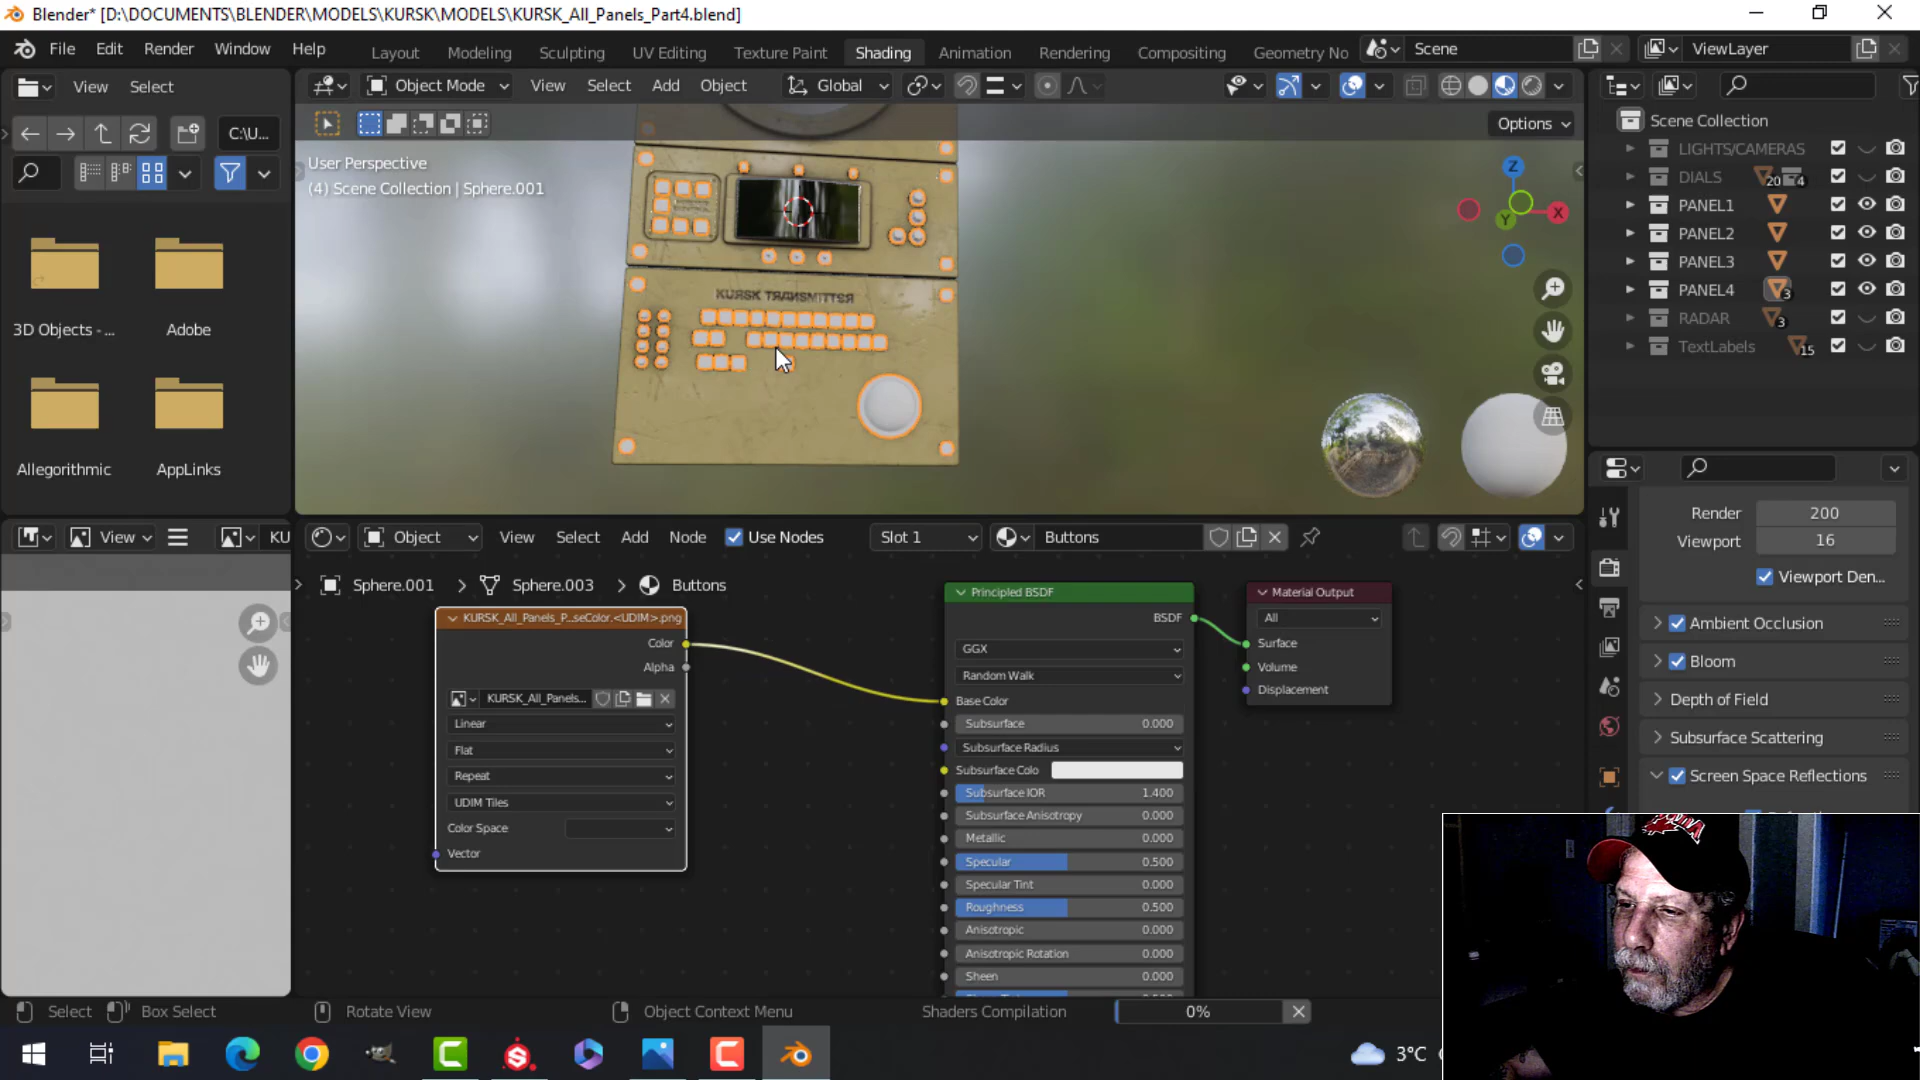 Blender* [D:\DOCUMENTS\BLENDER\MODELS\KURSK\MODELS\KURSK_All_Panels_Part4.blend]
File Edit Render Window Help
Layout Modeling Sculpting UV Editing Texture Paint Shading Animation Rendering Compositing Geometry No
Scene
ViewLayer
View Select
Object Mode
View Select Add Object
Global
C:\U...
Options
User Perspective
(4) Scene Collection | Sphere.001
Scene Collection
LIGHTS/CAMERAS
DIALS
20 4
PANEL1
PANEL2
PANEL3
PANEL4
3
RADAR
3
TextLabels
15
Z
X
Y
3D Objects - ...
Adobe
Allegorithmic
AppLinks
KURSK TRANSMITTER
View
KU
Object
View Select Add Node
Use Nodes
Slot 1
Buttons
Sphere.001 > Sphere.003 > Buttons
KURSK_All_Panels_P...seColor.<UDIM>.png
Color
Alpha
KURSK_All_Panels...
Linear
Flat
Repeat
UDIM Tiles
Color Space
Vector
Principled BSDF
BSDF
GGX
Random Walk
Base Color
Subsurface 0.000
Subsurface Radius
Subsurface Colo
Subsurface IOR 1.400
Subsurface Anisotropy 0.000
Metallic 0.000
Specular 0.500
Specular Tint 0.000
Roughness 0.500
Anisotropic 0.000
Anisotropic Rotation 0.000
Sheen 0.000
Material Output
All
Surface
Volume
Displacement
Render 200
Viewport 16
Viewport Den...
Ambient Occlusion
Bloom
Depth of Field
Subsurface Scattering
Screen Space Reflections
Select
Box Select
Rotate View
Object Context Menu
Shaders Compilation
0%
3°C